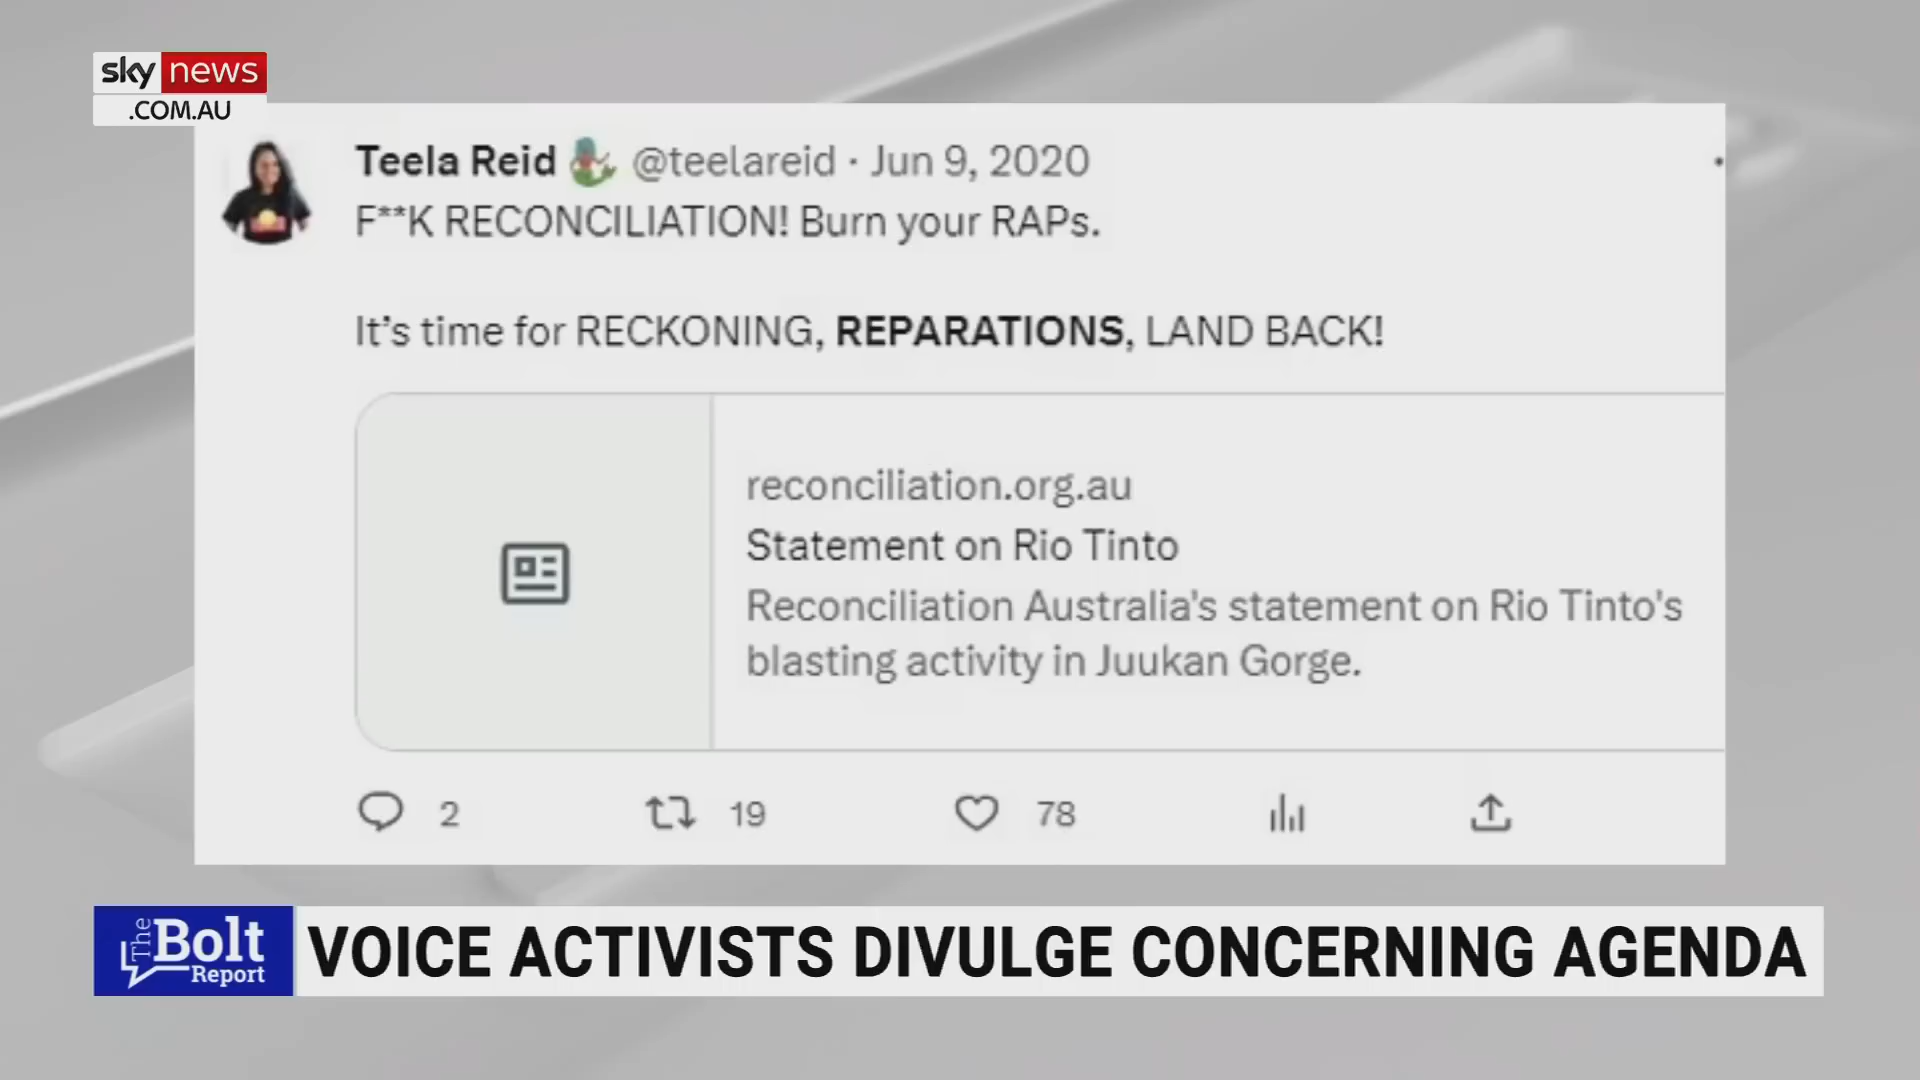 sky news
.COM.AU
Teela Reid @teelareid · Jun 9, 2020
F**K RECONCILIATION! Burn your RAPs.
It's time for RECKONING, REPARATIONS, LAND BACK!
reconciliation.org.au
Statement on Rio Tinto
Reconciliation Australia's statement on Rio Tinto's
blasting activity in Juukan Gorge.
2 19 78
The Bolt Report
VOICE ACTIVISTS DIVULGE CONCERNING AGENDA